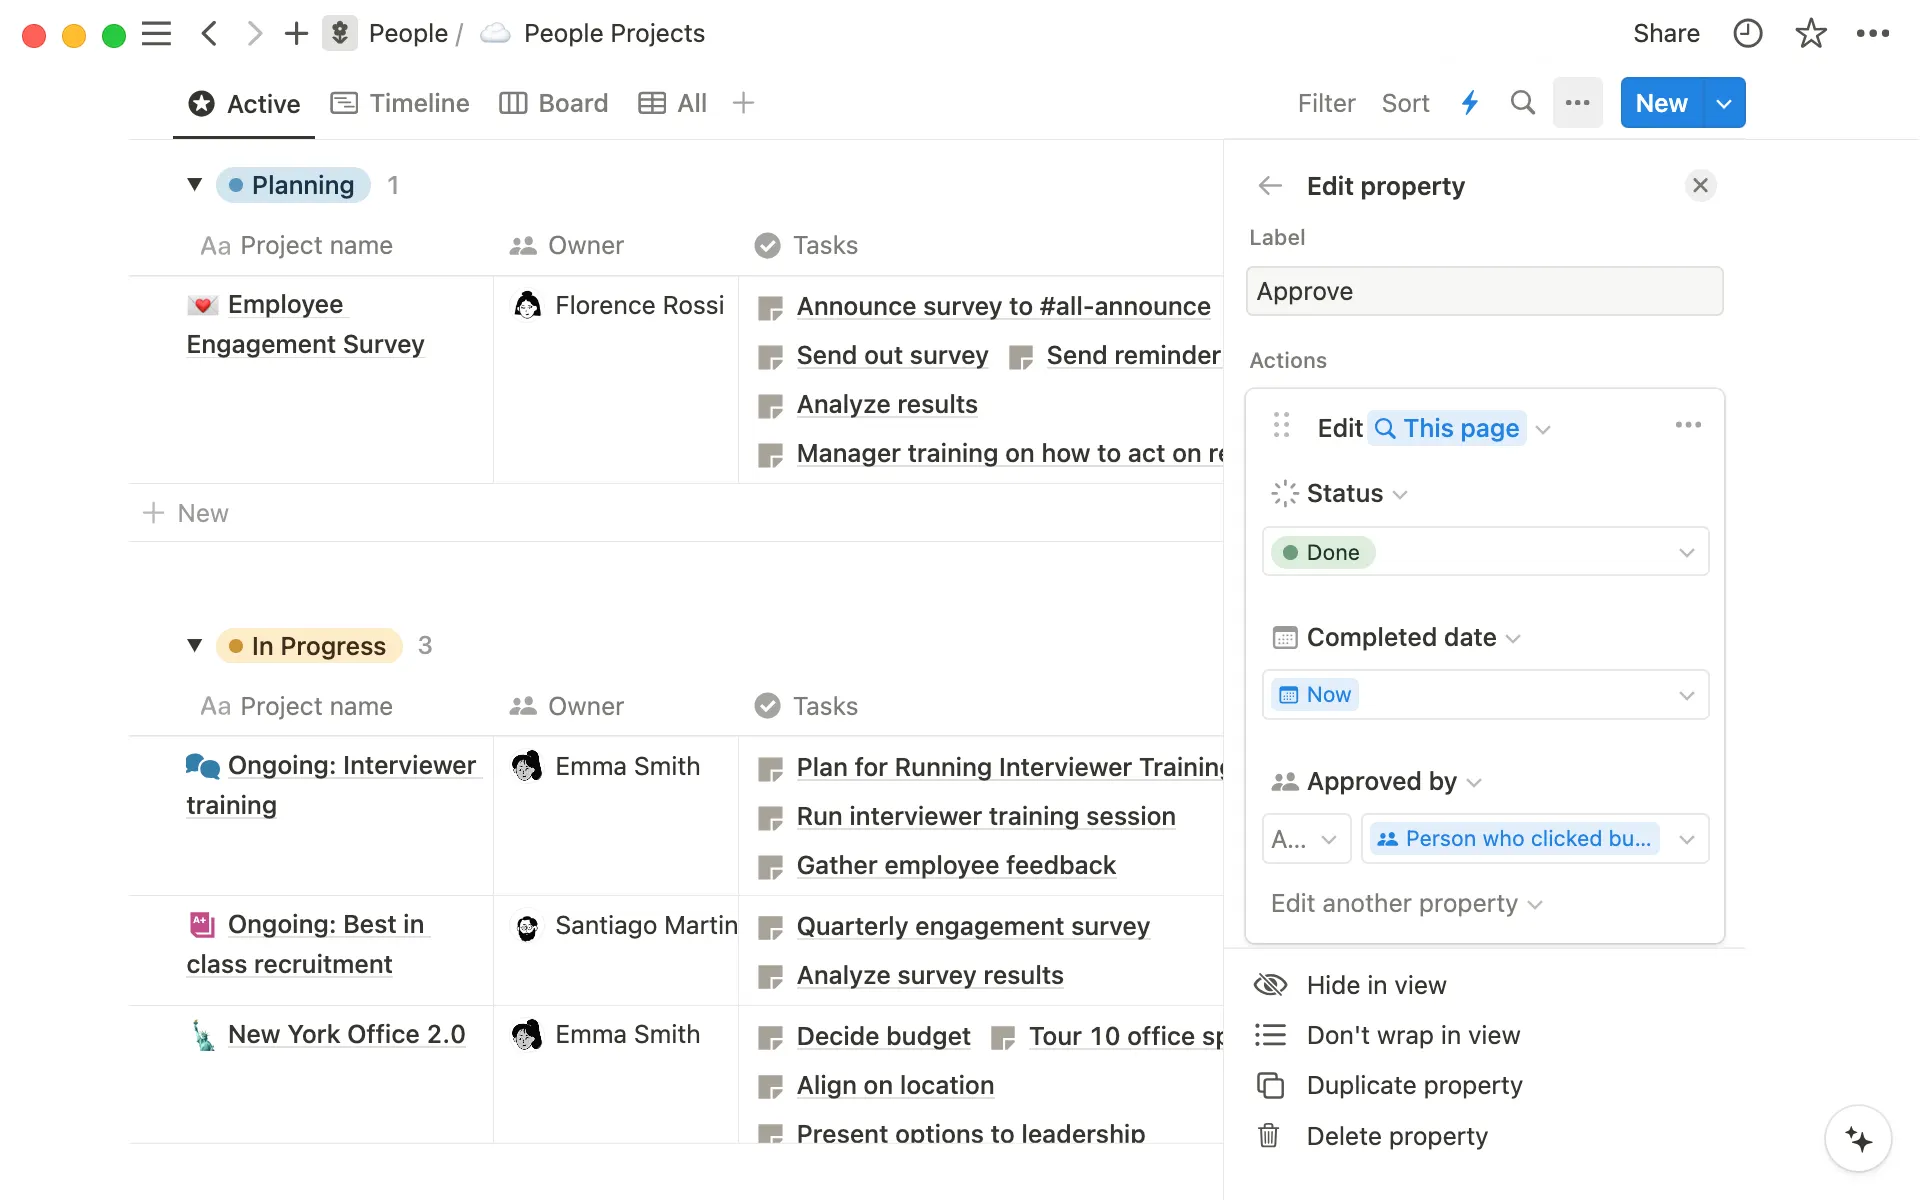 People / People Projects
Share
Active Timeline Board All
Filter Sort New
Planning 1
Aa Project name Owner Tasks
Employee
Engagement Survey
Florence Rossi
Announce survey to #all-announce
Send out survey Send reminder
Analyze results
Manager training on how to act on re
New
In Progress 3
Aa Project name Owner Tasks
Ongoing: Interviewer
training
Emma Smith
Plan for Running Interviewer Training
Run interviewer training session
Gather employee feedback
Ongoing: Best in
class recruitment
Santiago Martin
Quarterly engagement survey
Analyze survey results
New York Office 2.0
Emma Smith
Decide budget Tour 10 office sp
Align on location
Present options to leadership
Edit property
Label
Approve
Actions
Edit This page
Status
Done
Completed date
Now
Approved by
A... Person who clicked bu...
Edit another property
Hide in view
Don't wrap in view
Duplicate property
Delete property